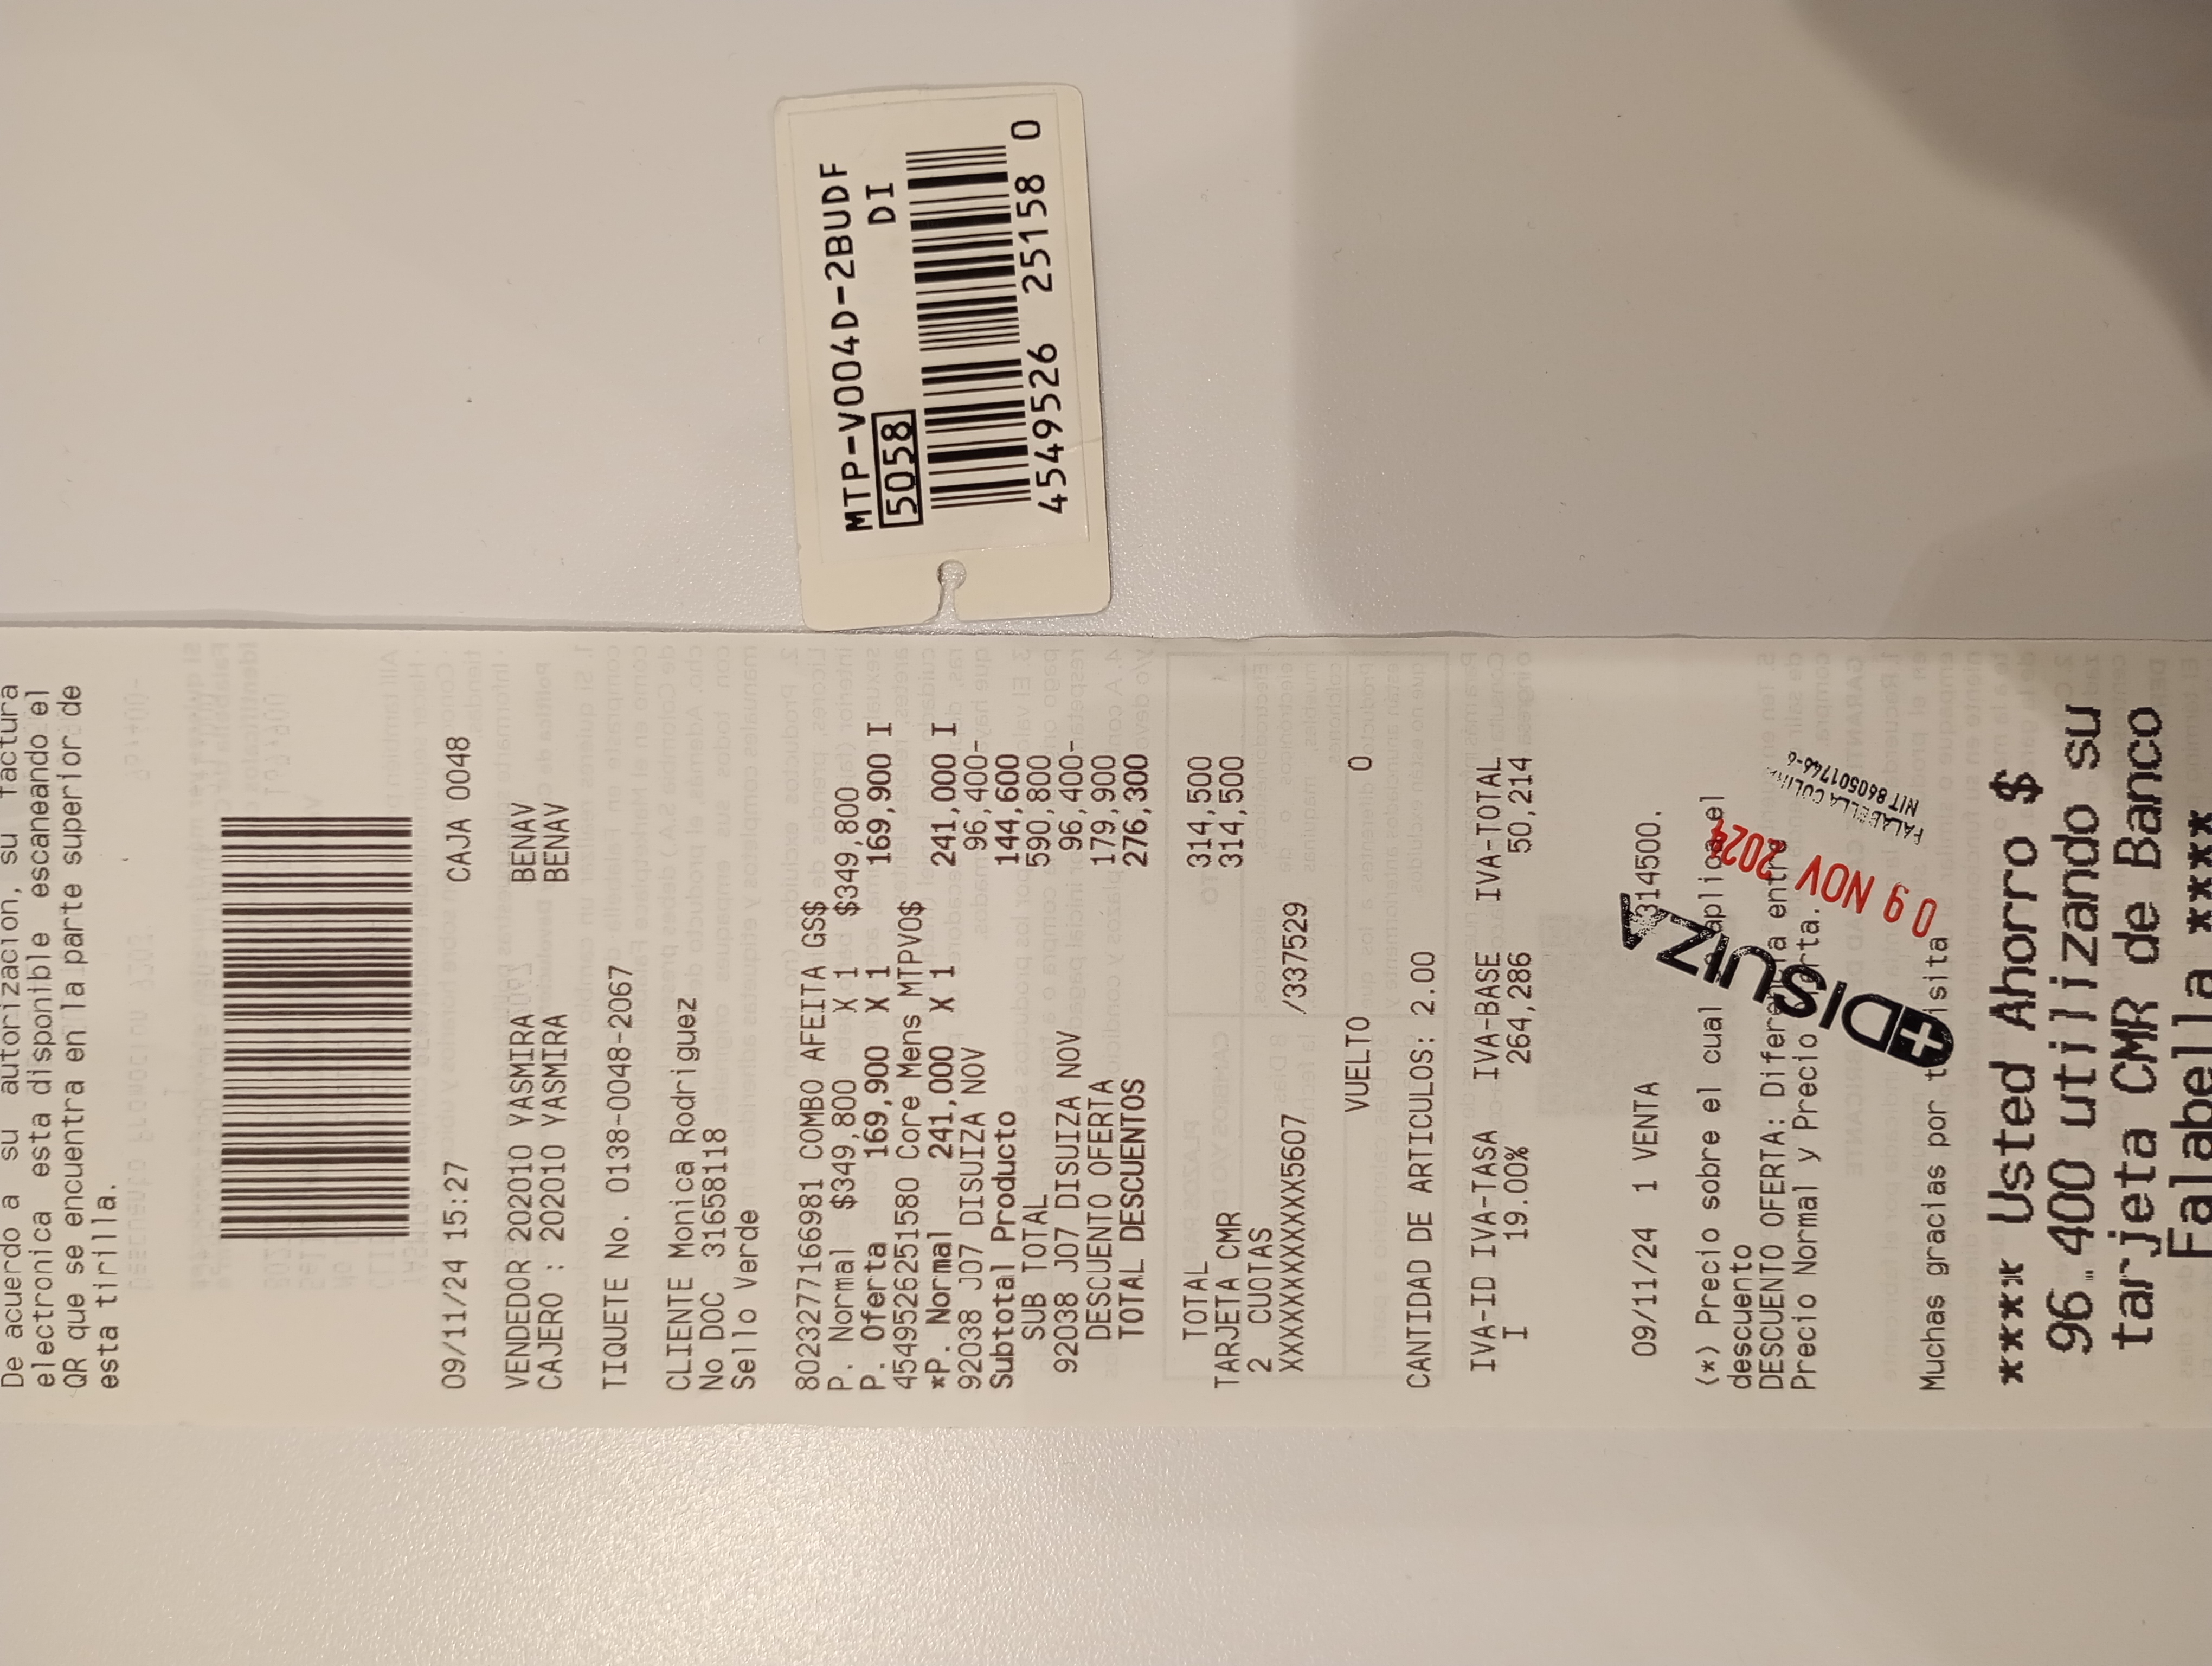 De acuerdo a su autorizacion, su factura
electronica esta disponible escaneando el
QR que se encuentra en la parte superior de
esta tirilla.
09/11/24 15:27 CAJA 0048
VENDEDOR 202010 YASMIRA BENAV
CAJERO : 202010 YASMIRA BENAV
TIQUETE No. 0138-0048-2067
CLIENTE Monica Rodriguez
No DOC 31658118
Sello Verde
8023277166981 COMBO AFEITA GS$
P. Normal $349,800 X 1 $349,800
P. Oferta 169,900 X 1 169,900 I
4549526251580 Core Mens MTPVO$
*P. Normal 241,000 X 1 241,000 I
92038 J07 DISUIZA NOV 96,400-
Subtotal Producto 144,600
SUB TOTAL 590,800
92038 J07 DISUIZA NOV 96,400-
DESCUENTO OFERTA 179,900
TOTAL DESCUENTOS 276,300
TOTAL 314,500
TARJETA CMR 314,500
2 CUOTAS
XXXXXXXXXXXXXXX5607 /337529
VUELTO 0
CANTIDAD DE ARTICULOS: 2.00
IVA-ID IVA-TASA IVA-BASE IVA-TOTAL
I 19.00% 264,286 50,214
09/11/24 1 VENTA 314500.
(*) Precio sobre el cual aplica el
descuento
DESCUENTO OFERTA: Diferencia entre
Precio Normal y Precio Oferta.
Muchas gracias por tu visita
**** Usted Ahorro $
96.400 utilizando su
tarjeta CMR de Banco
Falabella ****
DISUIZA
09 NOV 2024
NIT 860501746-6
MTP-V004D-2BUDF
5058 DI
4549526 25158 0